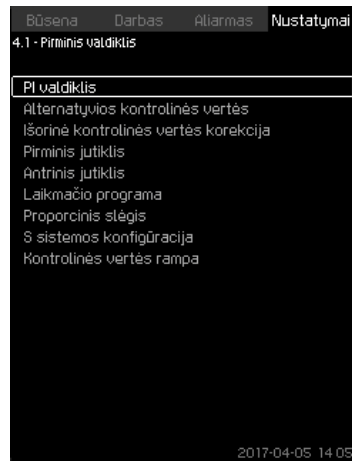 Būsena Darbas Aliarmas Nustatymai
4.1 - Pirminis valdiklis
PI valdiklis
Alternatyvios kontrolinės vertės
Išorinė kontrolinės vertės korekcija
Pirminis jutiklis
Antrinis jutiklis
Laikmačio programa
Proporcinis slėgis
S sistemos konfigūracija
Kontrolinės vertės rampa
2017-04-05 14:05